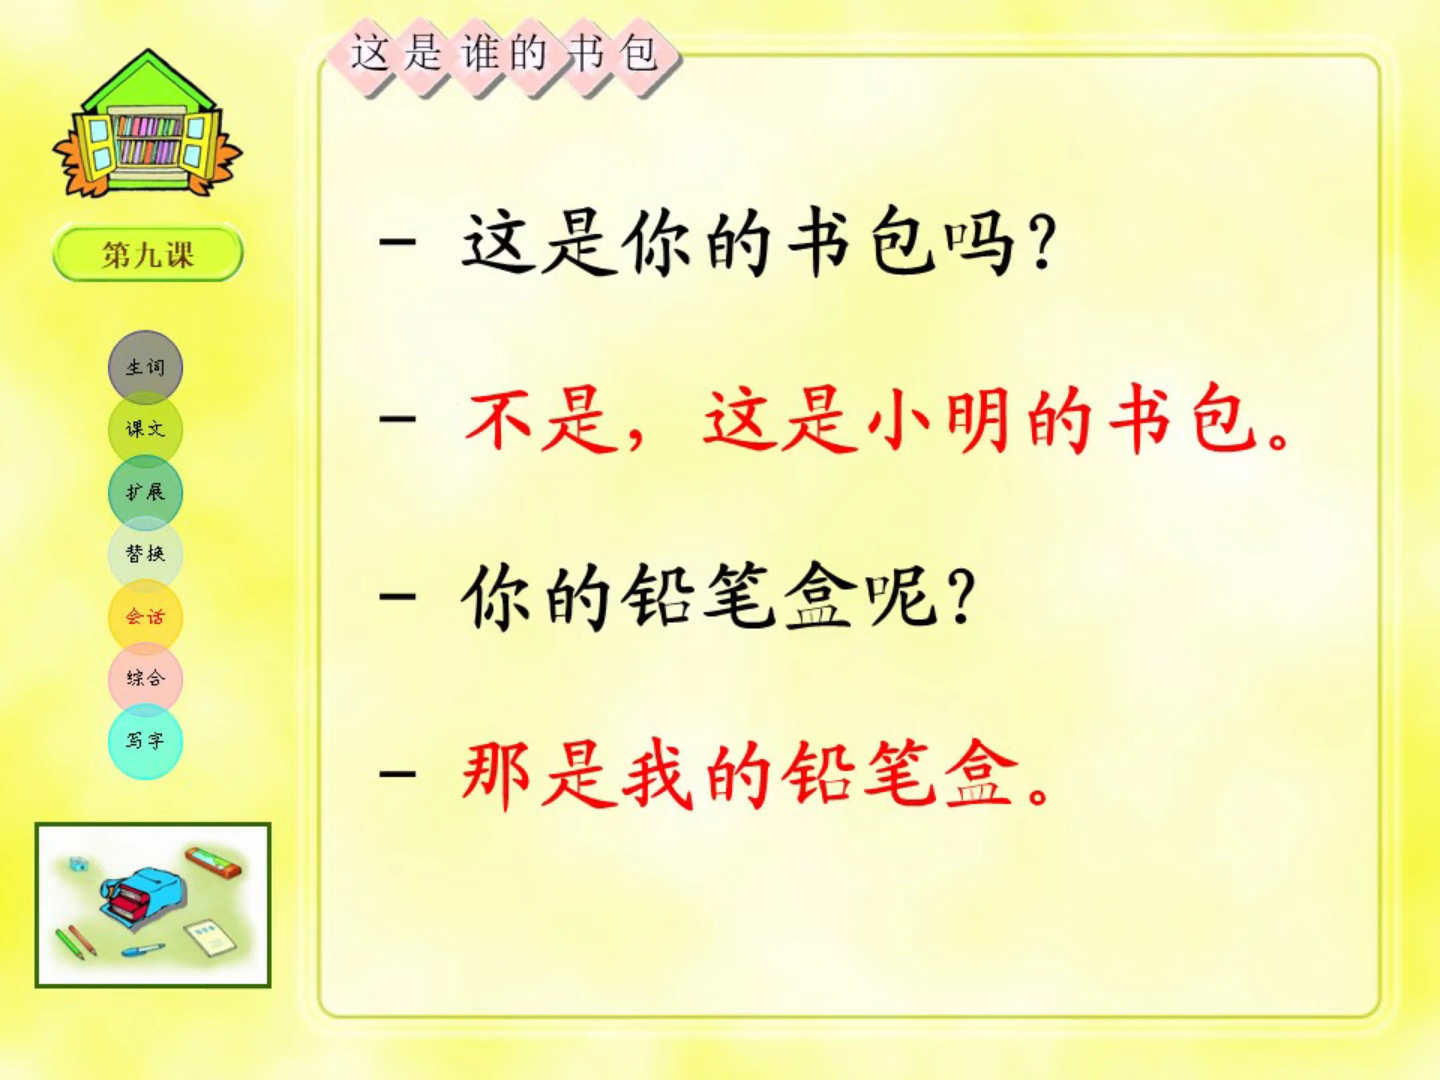 这是谁的书包
第九课
生词
课文
扩展
替换
会话
综合
写字
- 这是你的书包吗？
- 不是，这是小明的书包。
- 你的铅笔盒呢？
- 那是我的铅笔盒。